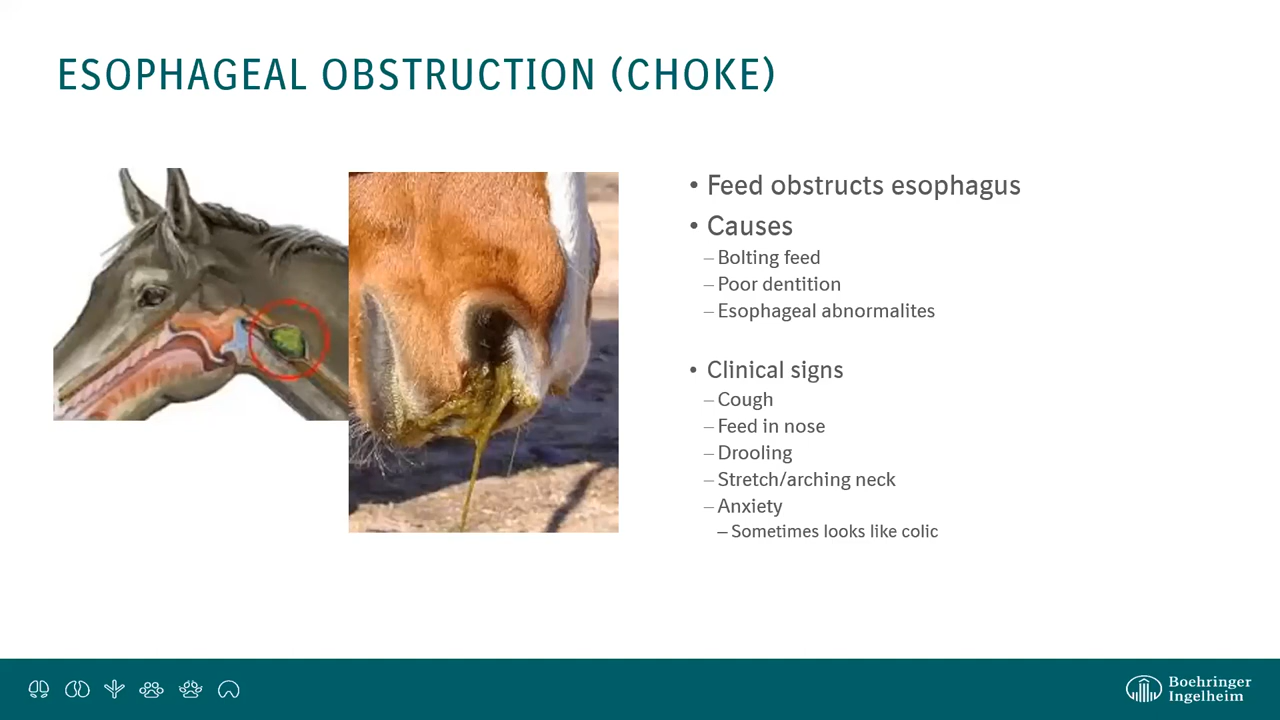 ESOPHAGEAL OBSTRUCTION (CHOKE)
• Feed obstructs esophagus
• Causes
– Bolting feed
– Poor dentition
– Esophageal abnormalites
• Clinical signs
– Cough
– Feed in nose
– Drooling
– Stretch/arching neck
– Anxiety
– Sometimes looks like colic
Boehringer
Ingelheim